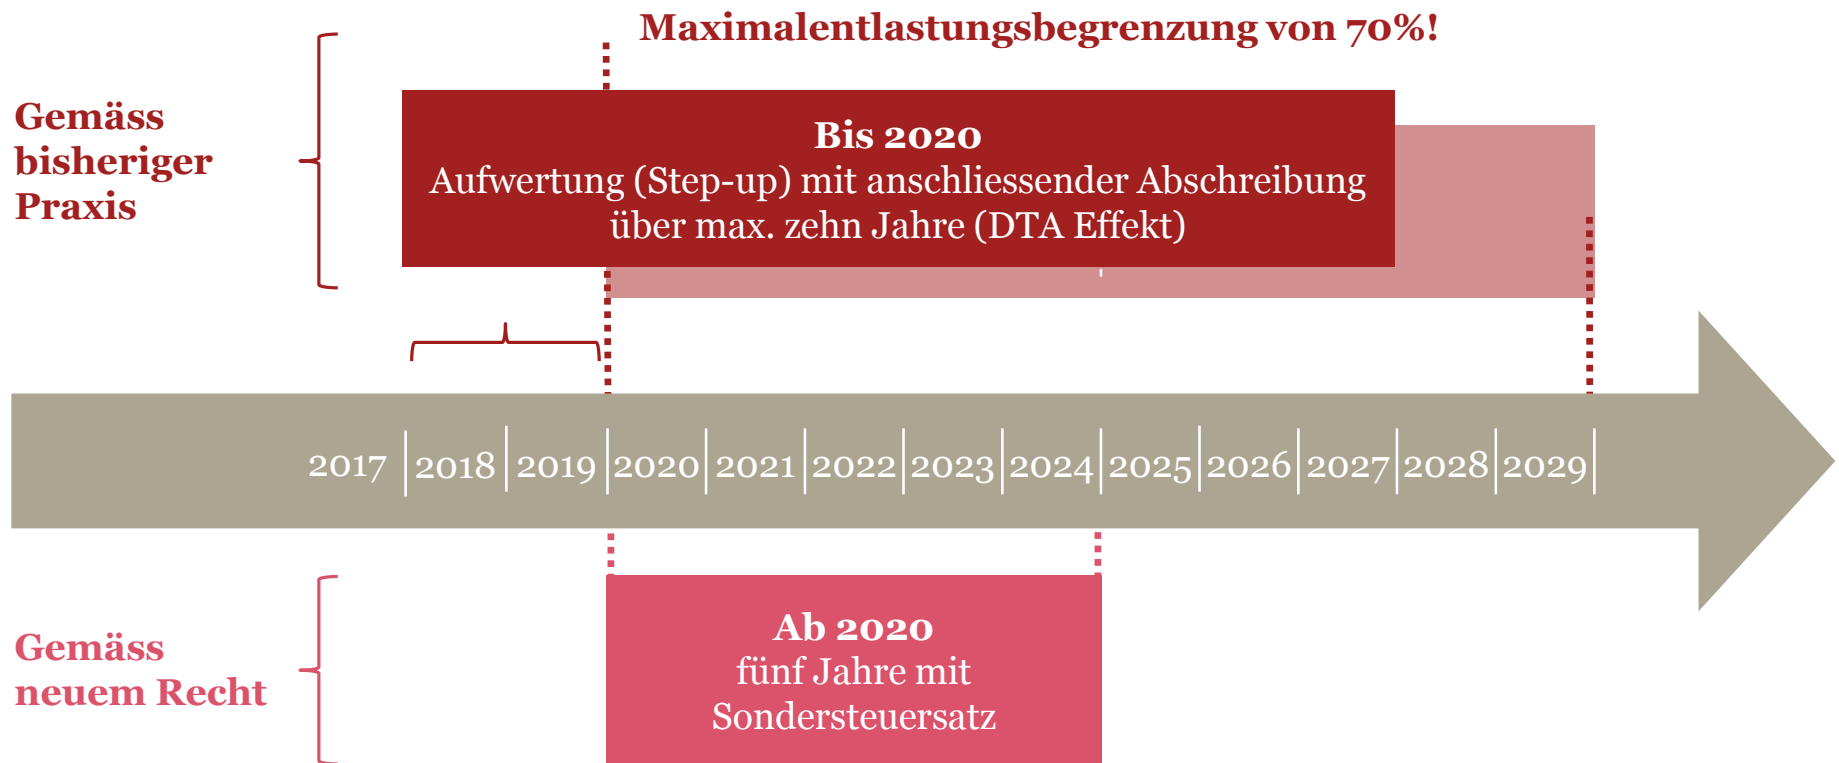 Maximalentlastungsbegrenzung von 70%!
Gemäss
bisheriger
Praxis
Bis 2020
Aufwertung (Step-up) mit anschliessender Abschreibung
über max. zehn Jahre (DTA Effekt)
2017 2018 2019 2020 2021 2022 2023 2024 2025 2026 2027 2028 2029
Gemäss
neuem Recht
Ab 2020
fünf Jahre mit
Sondersteuersatz